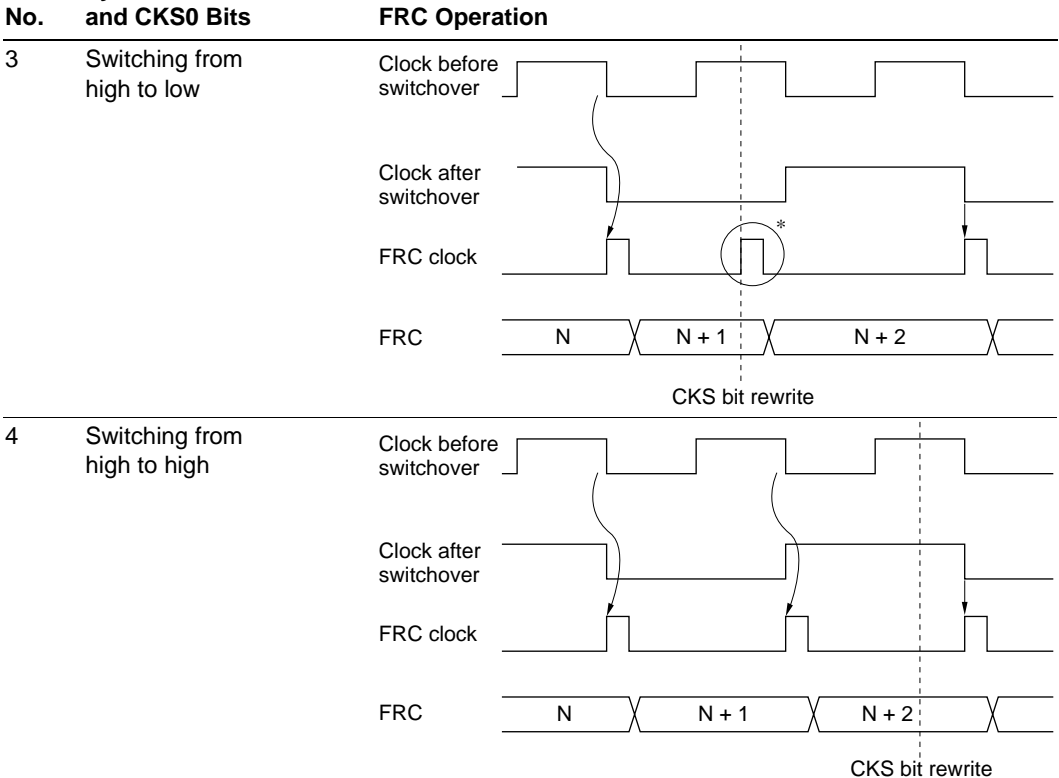 No. and CKS0 Bits FRC Operation
3 Switching from
high to low
Clock before
switchover
Clock after
switchover
*
FRC clock
FRC N N + 1 N + 2
CKS bit rewrite
4 Switching from
high to high
Clock before
switchover
Clock after
switchover
FRC clock
FRC N N + 1 N + 2
CKS bit rewrite